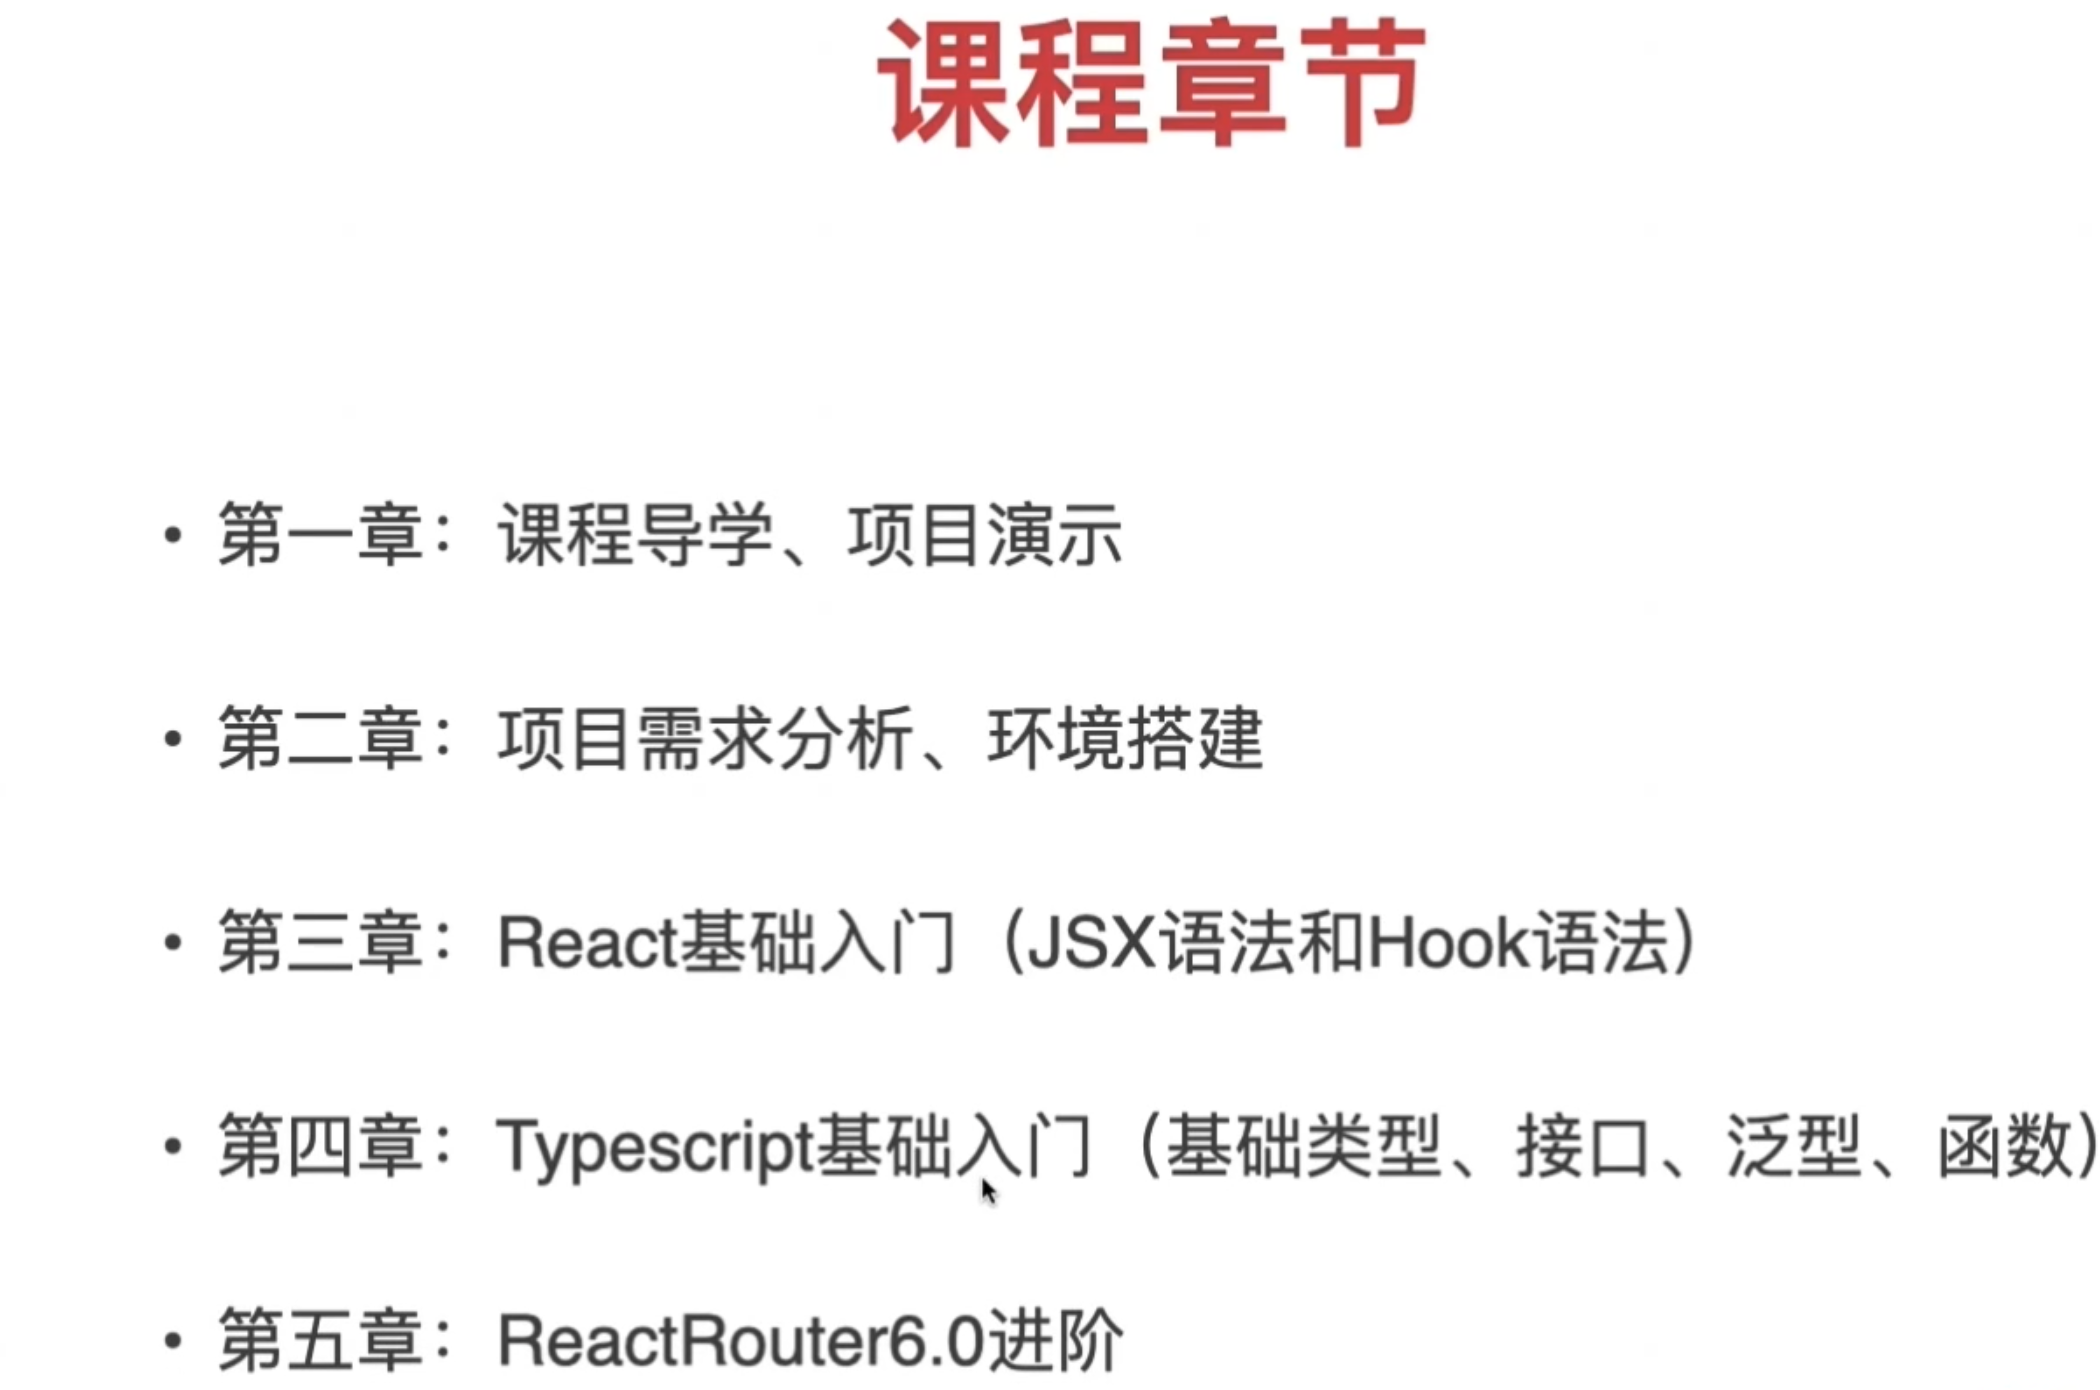 课程章节
• 第一章：课程导学、项目演示
• 第二章：项目需求分析、环境搭建
• 第三章：React基础入门（JSX语法和Hook语法）
• 第四章：Typescript基础入门（基础类型、接口、泛型、函数）
• 第五章：ReactRouter6.0进阶